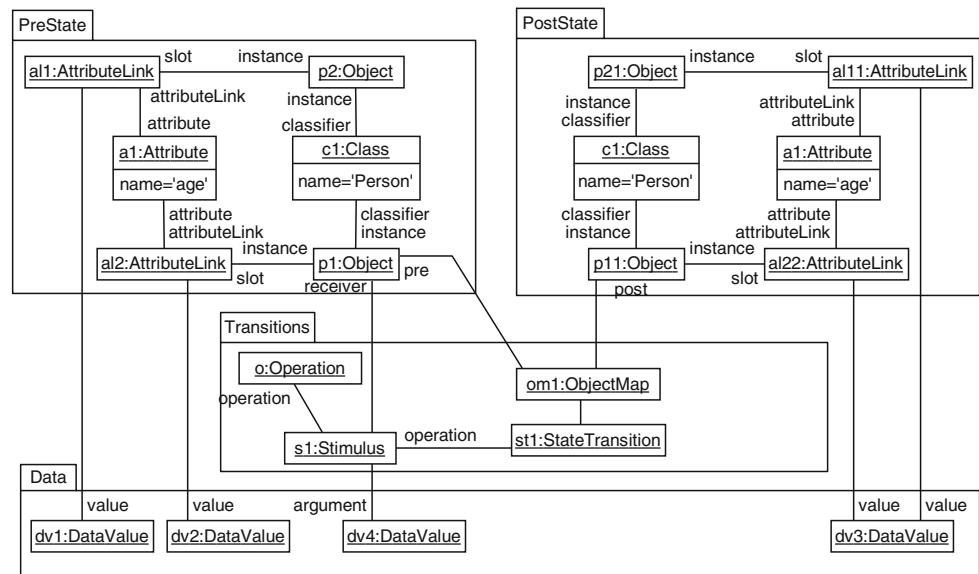 PreState
PostState
al1:AttributeLink
slot
instance
p2:Object
p21:Object
instance
slot
al11:AttributeLink
attributeLink
instance
instance
attributeLink
attribute
classifier
classifier
attribute
a1:Attribute
c1:Class
c1:Class
a1:Attribute
name='age'
name='Person'
name='Person'
name='age'
attribute
classifier
classifier
attribute
attributeLink
instance
instance
attributeLink
al2:AttributeLink
instance
slot
p1:Object
pre
p11:Object
instance
slot
al22:AttributeLink
receiver
post
Transitions
o:Operation
om1:ObjectMap
operation
s1:Stimulus
operation
st1:StateTransition
Data
value
value
argument
value
value
dv1:DataValue
dv2:DataValue
dv4:DataValue
dv3:DataValue